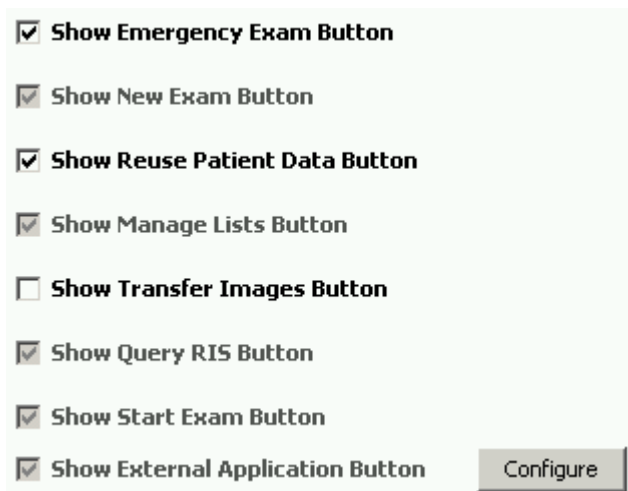 Show Emergency Exam Button
Show New Exam Button
Show Reuse Patient Data Button
Show Manage Lists Button
Show Transfer Images Button
Show Query RIS Button
Show Start Exam Button
Show External Application Button Configure